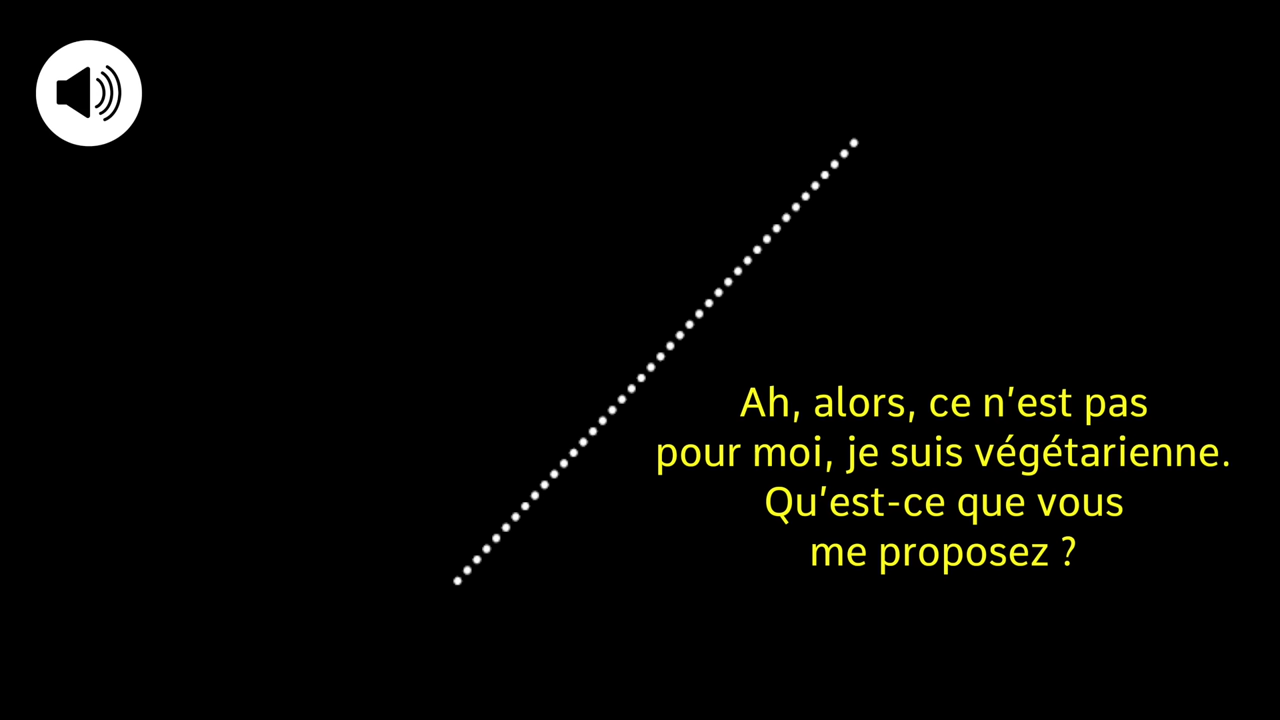 Ah, alors, ce n’est pas
pour moi, je suis végétarienne.
Qu’est-ce que vous
me proposez ?